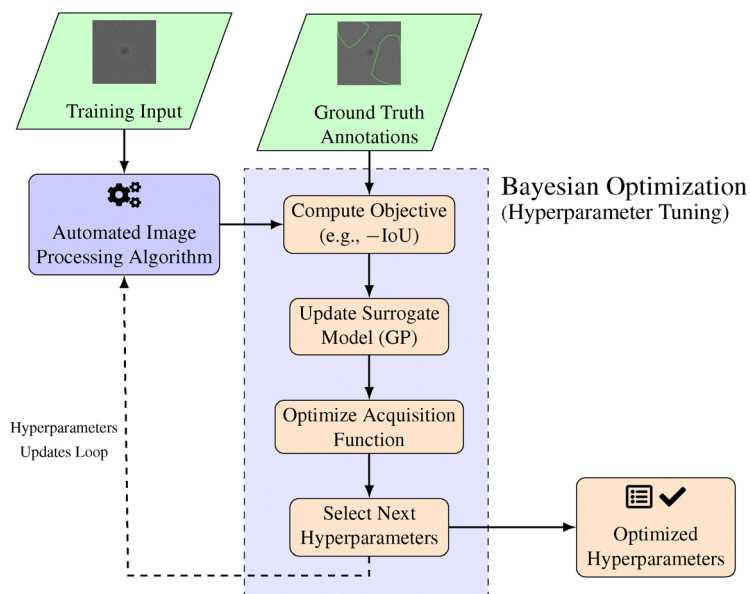 Training Input
Ground Truth
Annotations
Automated Image
Processing Algorithm
Bayesian Optimization
(Hyperparameter Tuning)
Compute Objective
(e.g., −IoU)
Update Surrogate
Model (GP)
Optimize Acquisition
Function
Hyperparameters
Updates Loop
Select Next
Hyperparameters
Optimized
Hyperparameters